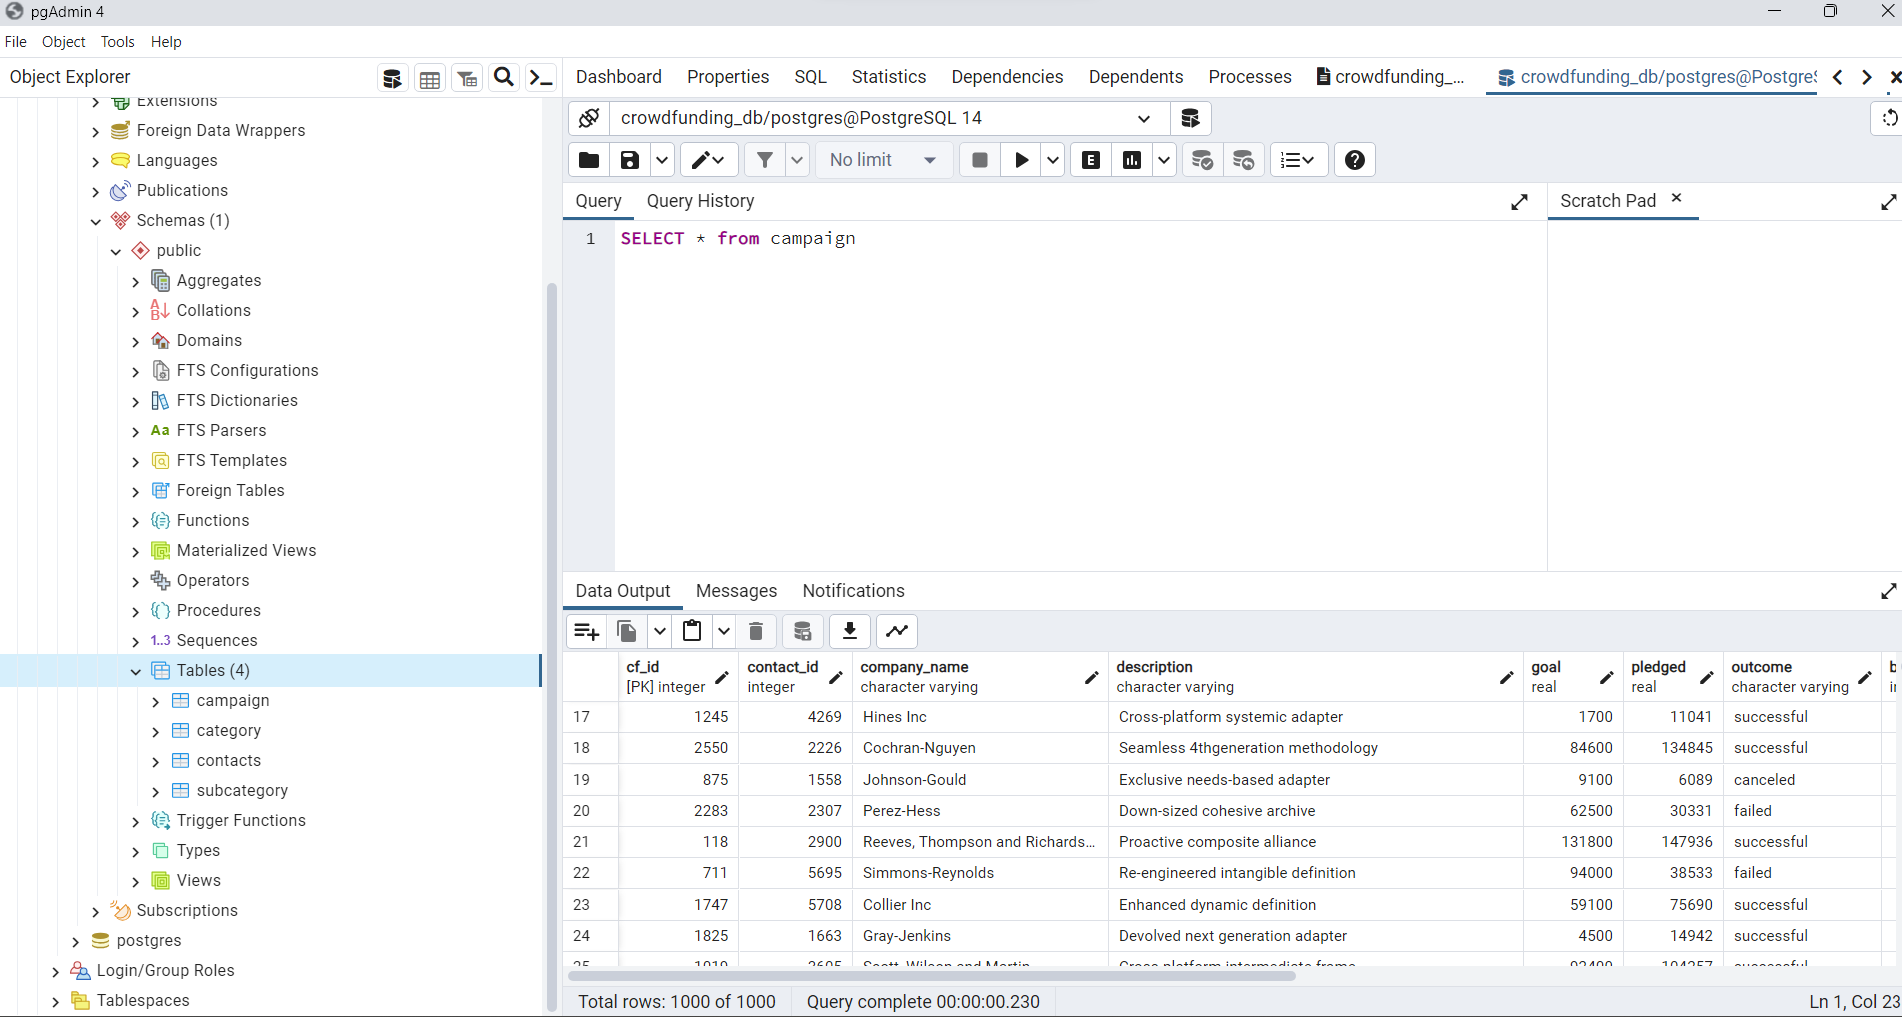 pgAdmin 4
File Object Tools Help
Object Explorer
Dashboard Properties SQL Statistics Dependencies Dependents Processes crowdfunding_... crowdfunding_db/postgres@Postgre
Extensions
Foreign Data Wrappers
Languages
Publications
Schemas (1)
public
Aggregates
Collations
Domains
FTS Configurations
FTS Dictionaries
Aa FTS Parsers
FTS Templates
Foreign Tables
Functions
Materialized Views
Operators
Procedures
1..3 Sequences
Tables (4)
campaign
category
contacts
subcategory
Trigger Functions
Types
Views
Subscriptions
postgres
Login/Group Roles
Tablespaces
crowdfunding_db/postgres@PostgreSQL 14
No limit E
Query Query History Scratch Pad
1 SELECT * from campaign
Data Output Messages Notifications
cf_id contact_id company_name description goal pledged outcome
[PK] integer integer character varying character varying real real character varying
17 1245 4269 Hines Inc Cross-platform systemic adapter 1700 11041 successful
18 2550 2226 Cochran-Nguyen Seamless 4thgeneration methodology 84600 134845 successful
19 875 1558 Johnson-Gould Exclusive needs-based adapter 9100 6089 canceled
20 2283 2307 Perez-Hess Down-sized cohesive archive 62500 30331 failed
21 118 2900 Reeves, Thompson and Richards... Proactive composite alliance 131800 147936 successful
22 711 5695 Simmons-Reynolds Re-engineered intangible definition 94000 38533 failed
23 1747 5708 Collier Inc Enhanced dynamic definition 59100 75690 successful
24 1825 1663 Gray-Jenkins Devolved next generation adapter 4500 14942 successful
Total rows: 1000 of 1000 Query complete 00:00:00.230 Ln 1, Col 23